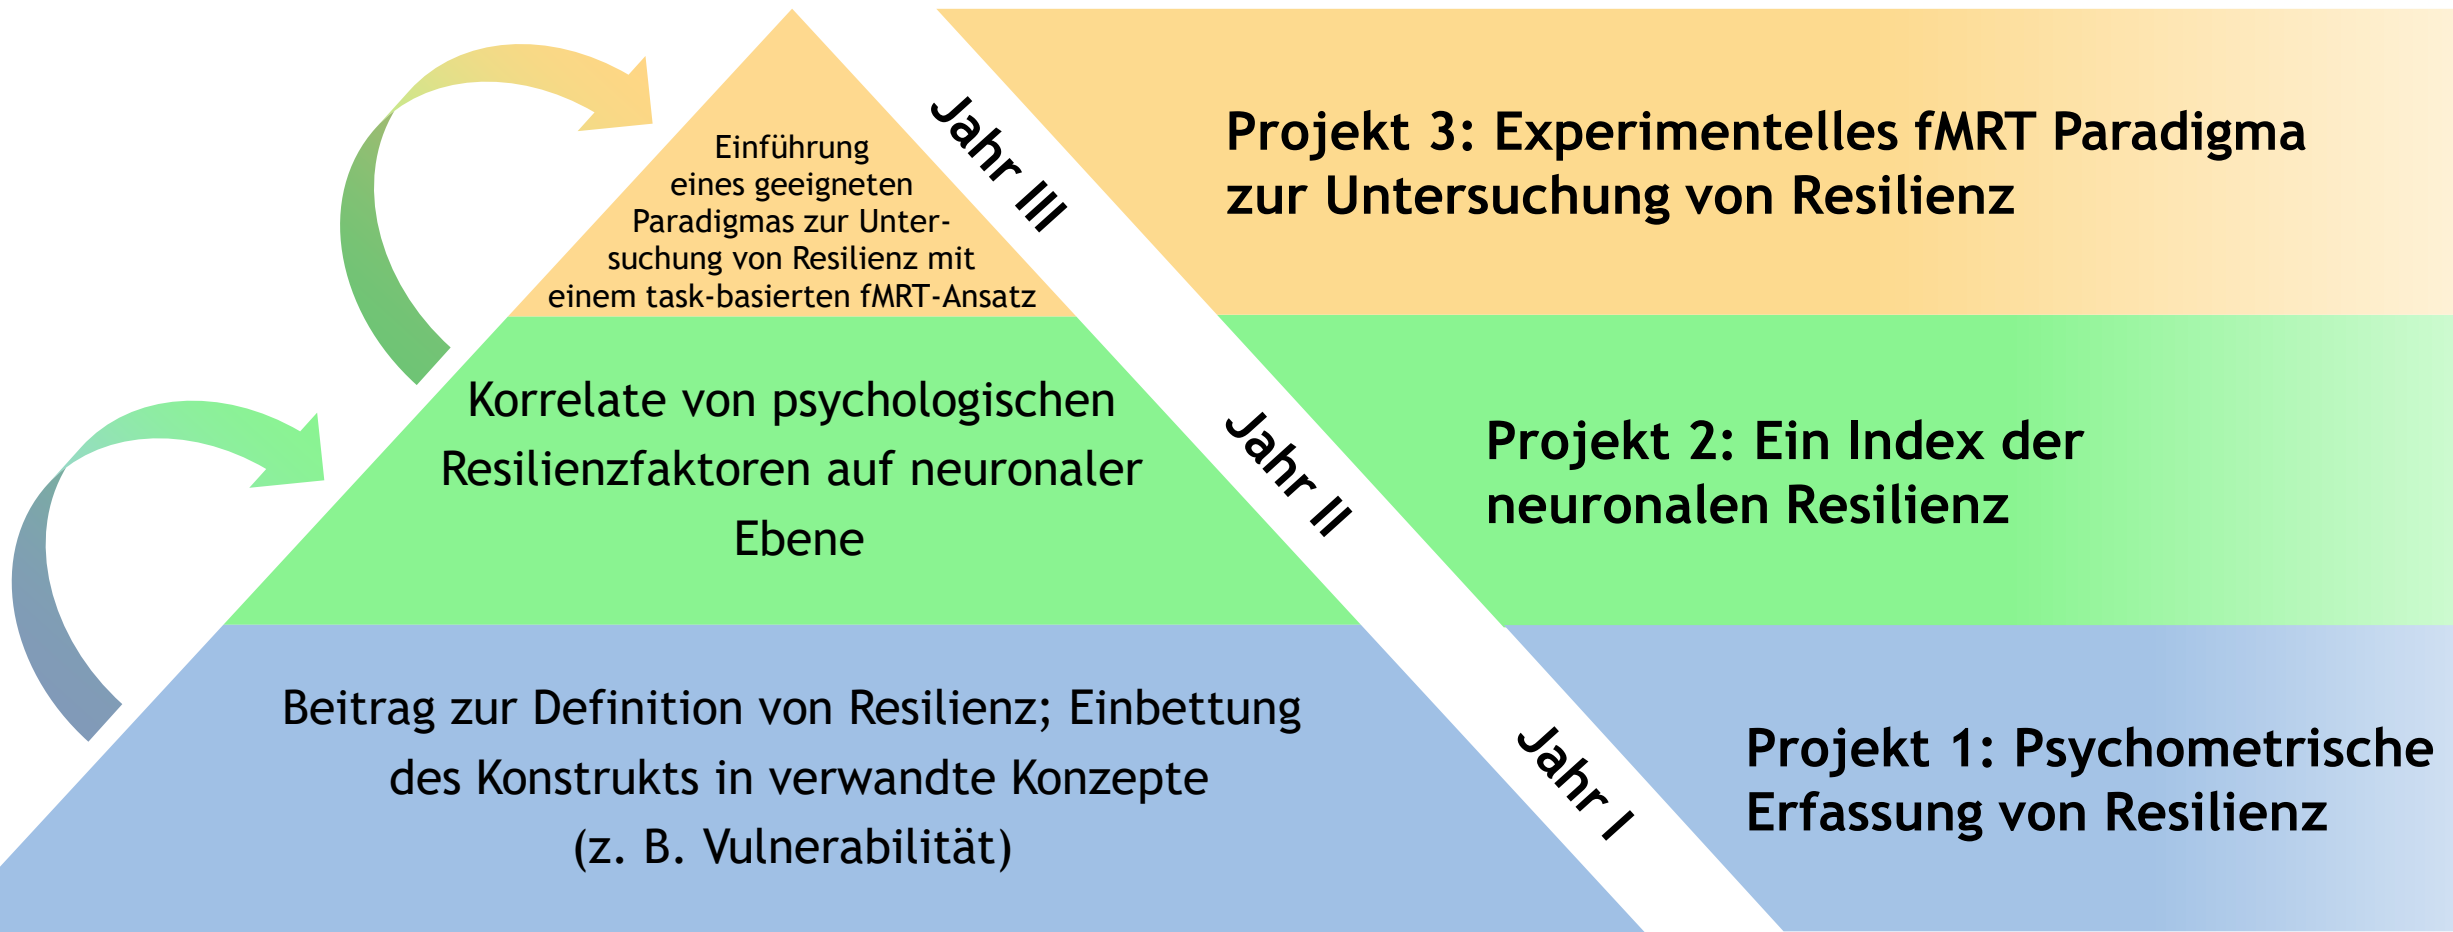 Einführung
eines geeigneten
Paradigmas zur Unter-
suchung von Resilienz mit
einem task-basierten fMRT-Ansatz
Jahr III
Projekt 3: Experimentelles fMRT Paradigma
zur Untersuchung von Resilienz
Korrelate von psychologischen
Resilienzfaktoren auf neuronaler
Ebene
Jahr II
Projekt 2: Ein Index der
neuronalen Resilienz
Beitrag zur Definition von Resilienz; Einbettung
des Konstrukts in verwandte Konzepte
(z. B. Vulnerabilität)
Jahr I
Projekt 1: Psychometrische
Erfassung von Resilienz